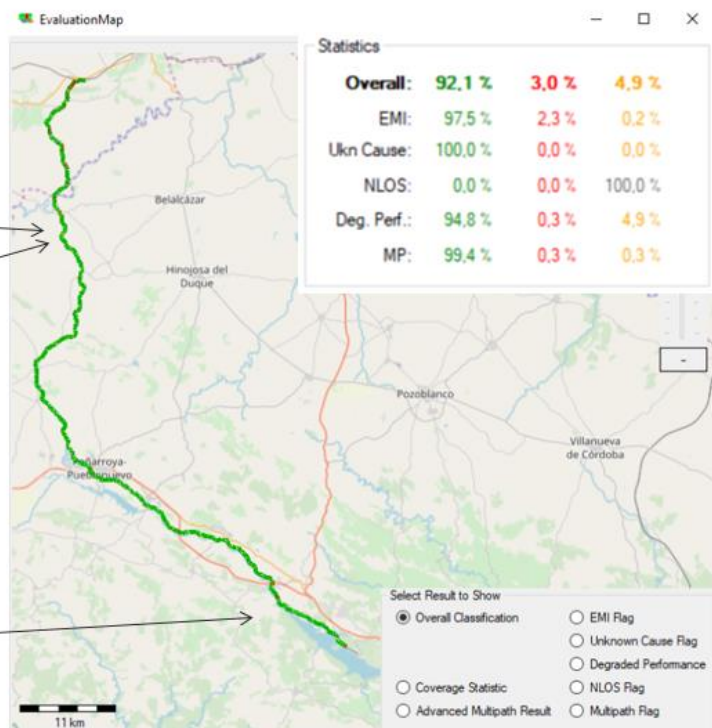 EvaluationMap
Statistics
Overall: 92,1 % 3,0 % 4,9 %
EMI: 97,5 % 2,3 % 0,2 %
Ukn Cause: 100,0 % 0,0 % 0,0 %
NLOS: 0,0 % 0,0 % 100,0 %
Deg. Perf.: 94,8 % 0,3 % 4,9 %
MP: 99,4 % 0,3 % 0,3 %
Belalcázar
Hinojosa del
Duque
-
Pozoblanco
Villanueva
de Córdoba
Peñarroya-
Pueblonuevo
Select Result to Show
Overall Classification
EMI Flag
Unknown Cause Flag
Degraded Performance
Coverage Statistic
NLOS Flag
Advanced Multipath Result
Multipath Flag
11 km